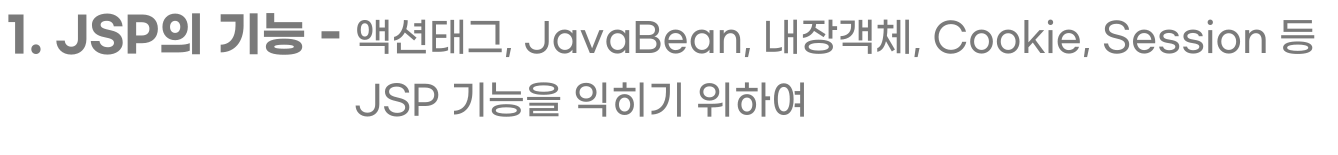 1. JSP의 기능 - 액션태그, JavaBean, 내장객체, Cookie, Session 등
JSP 기능을 익히기 위하여